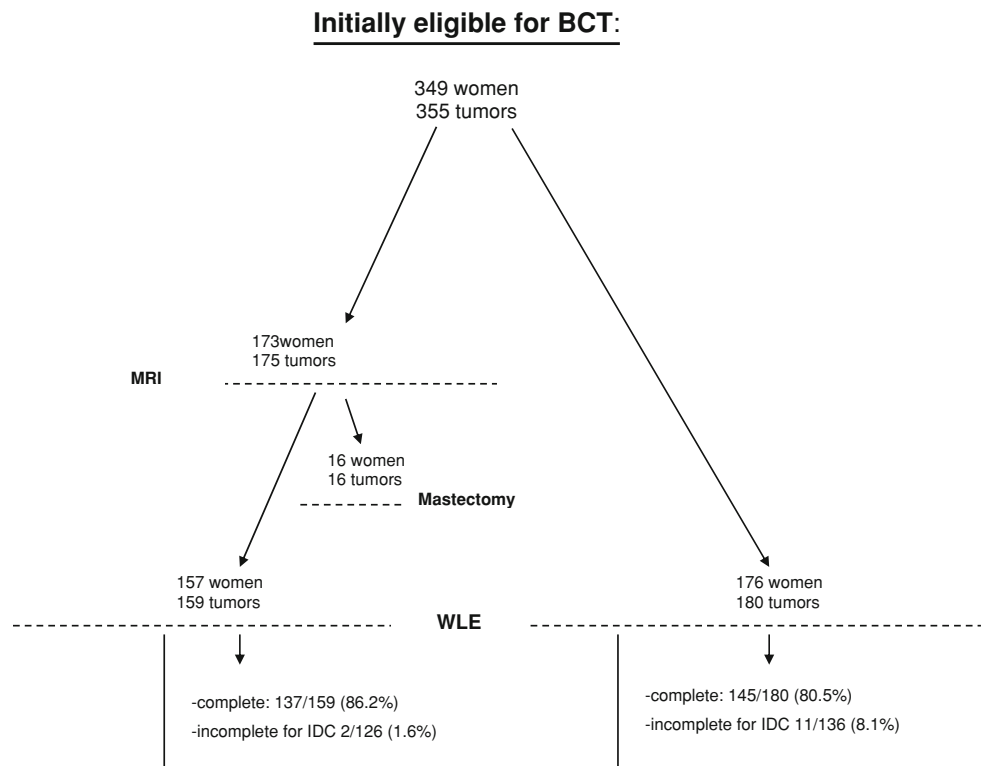 Initially eligible for BCT:
349 women
355 tumors
173women
175 tumors
MRI
16 women
16 tumors
Mastectomy
157 women
159 tumors
176 women
180 tumors
WLE
-complete: 137/159 (86.2%)
-incomplete for IDC 2/126 (1.6%)
-complete: 145/180 (80.5%)
-incomplete for IDC 11/136 (8.1%)